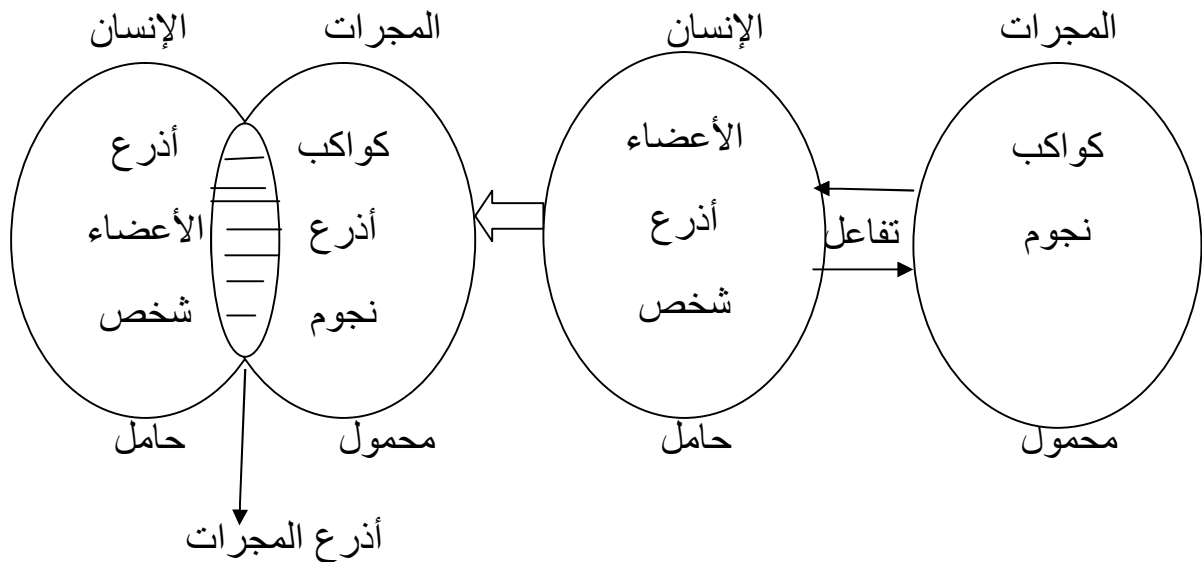 المجرات
الإنسان
المجرات
الإنسان
كواكب
نجوم
تفاعل
الأعضاء
أذرع
شخص
كواكب
أذرع
نجوم
أذرع
الأعضاء
شخص
محمول
حامل
محمول
حامل
أذرع المجرات